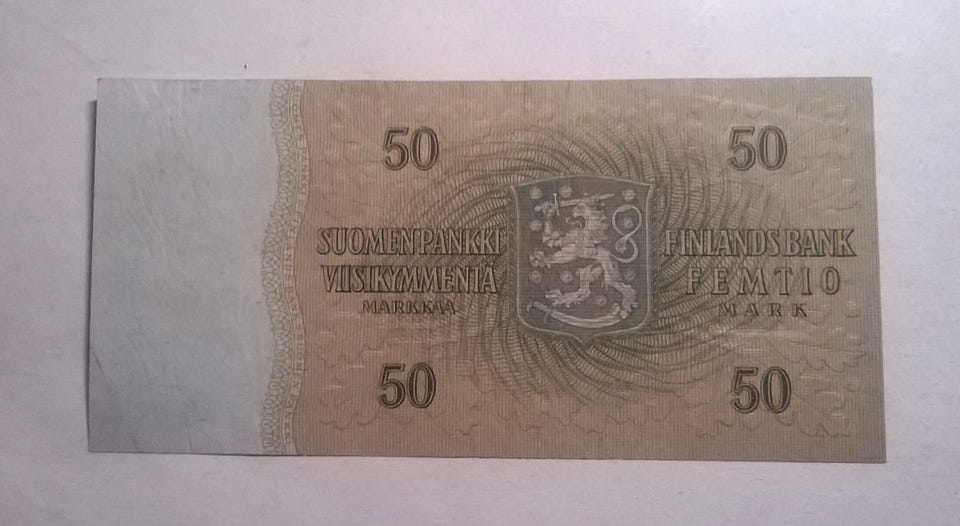 50
50
SUOMEN PANKKI
VIISIKYMMENTÄ
MARKKAA
FINLANDS BANK
FEMTIO
MARK
50
50